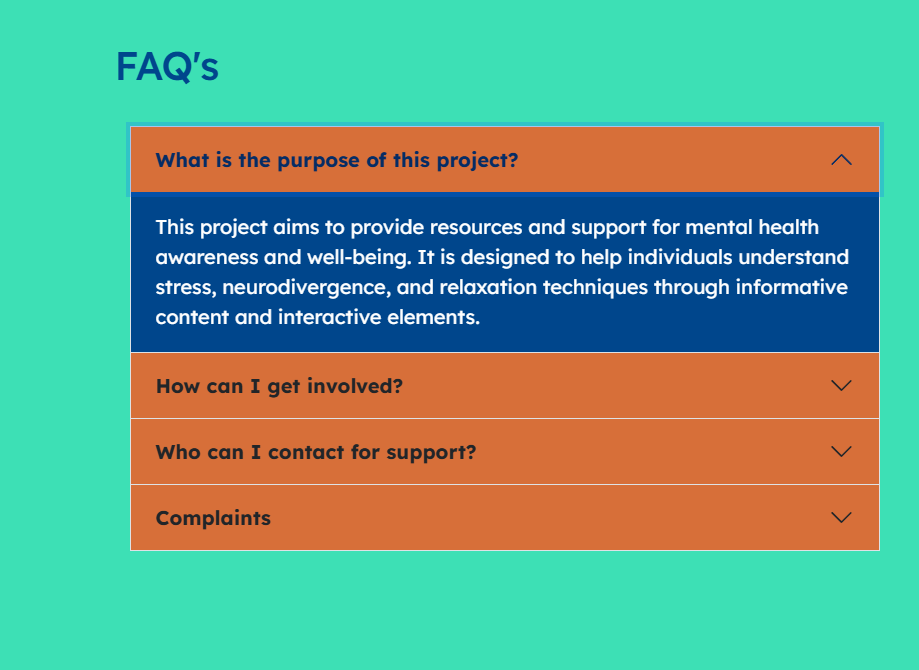 FAQ's
What is the purpose of this project?
This project aims to provide resources and support for mental health
awareness and well-being. It is designed to help individuals understand
stress, neurodivergence, and relaxation techniques through informative
content and interactive elements.
How can I get involved?
Who can I contact for support?
Complaints